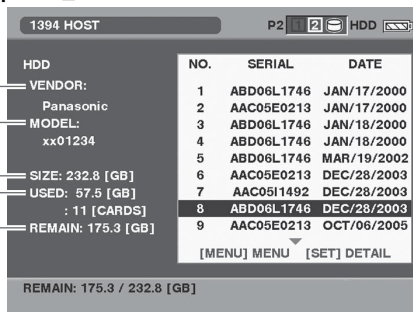 1394 HOST
P2 1 2 HDD
HDD
VENDOR:
Panasonic
MODEL:
xx01234
SIZE: 232.8 [GB]
USED: 57.5 [GB]
: 11 [CARDS]
REMAIN: 175.3 [GB]
NO. SERIAL DATE
1 ABD06L1746 JAN/17/2000
2 AAC05E0213 JAN/17/2000
3 ABD06L1746 JAN/18/2000
4 ABD06L1746 JAN/18/2000
5 ABD06L1746 MAR/19/2002
6 AAC05E0213 DEC/28/2003
7 AAC05I1492 DEC/28/2003
8 ABD06L1746 DEC/28/2003
9 AAC05E0213 OCT/06/2005
[MENU] MENU [SET] DETAIL
REMAIN: 175.3 / 232.8 [GB]